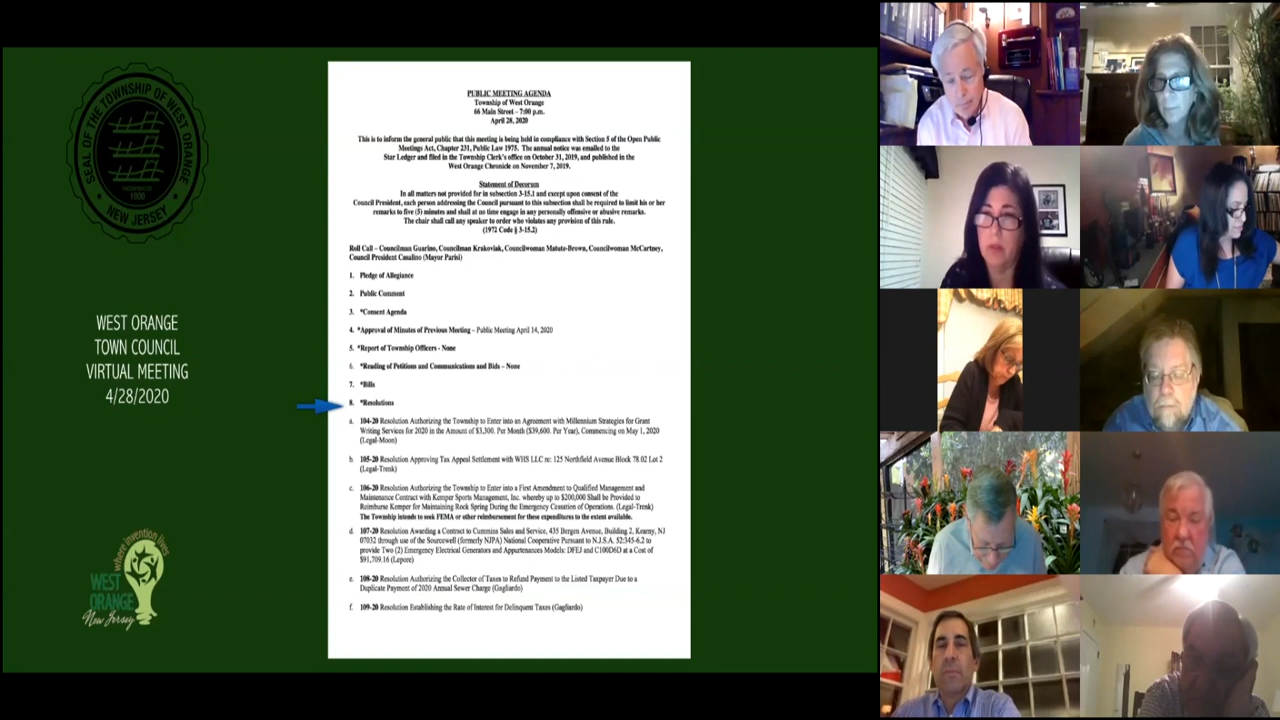 SEAL OF THE TOWNSHIP OF WEST ORANGE
INCORPORATED
1900
NEW JERSEY
WEST ORANGE
TOWN COUNCIL
VIRTUAL MEETING
4/28/2020
where invention lives
WEST
ORANGE
New Jersey
PUBLIC MEETING AGENDA
Township of West Orange
66 Main Street – 7:00 p.m.
April 28, 2020
This is to inform the general public that this meeting is being held in compliance with Section 5 of the Open Public
Meetings Act, Chapter 231, Public Law 1975. The annual notice was emailed to the
Star Ledger and filed in the Township Clerk's office on October 31, 2019, and published in the
West Orange Chronicle on November 7, 2019.
Statement of Decorum
In all matters not provided for in subsection 3-15.1 and except upon consent of the
Council President, each person addressing the Council pursuant to this subsection shall be required to limit his or her
remarks to five (5) minutes and shall at no time engage in any personally offensive or abusive remarks.
The chair shall call any speaker to order who violates any provision of this rule.
(1972 Code § 3-15.2)
Roll Call – Councilman Guarino, Councilman Krakoviak, Councilwoman Matute-Brown, Councilwoman McCartney,
Council President Casalino (Mayor Parisi)
1. Pledge of Allegiance
2. Public Comment
3. *Consent Agenda
4. *Approval of Minutes of Previous Meeting – Public Meeting April 14, 2020
5. *Report of Township Officers - None
6. *Reading of Petitions and Communications and Bids – None
7. *Bills
8. *Resolutions
a. 104-20 Resolution Authorizing the Township to Enter into an Agreement with Millennium Strategies for Grant
Writing Services for 2020 in the Amount of $3,300. Per Month ($39,600. Per Year), Commencing on May 1, 2020
(Legal-Moon)
b. 105-20 Resolution Approving Tax Appeal Settlement with WHS LLC re: 125 Northfield Avenue Block 78.02 Lot 2
(Legal-Trenk)
c. 106-20 Resolution Authorizing the Township to Enter into a First Amendment to Qualified Management and
Maintenance Contract with Kemper Sports Management, Inc. whereby up to $200,000 Shall be Provided to
Reimburse Kemper for Maintaining Rock Spring During the Emergency Cessation of Operations. (Legal-Trenk)
The Township intends to seek FEMA or other reimbursement for these expenditures to the extent available.
d. 107-20 Resolution Awarding a Contract to Cummins Sales and Service, 435 Bergen Avenue, Building 2, Kearny, NJ
07032 through use of the Sourcewell (formerly NJPA) National Cooperative Pursuant to N.J.S.A. 52:345-6.2 to
provide Two (2) Emergency Electrical Generators and Appurtenances Models: DFEJ and C100D6D at a Cost of
$91,709.16 (Lepore)
e. 108-20 Resolution Authorizing the Collector of Taxes to Refund Payment to the Listed Taxpayer Due to a
Duplicate Payment of 2020 Annual Sewer Charge (Gagliardo)
f. 109-20 Resolution Establishing the Rate of Interest for Delinquent Taxes (Gagliardo)